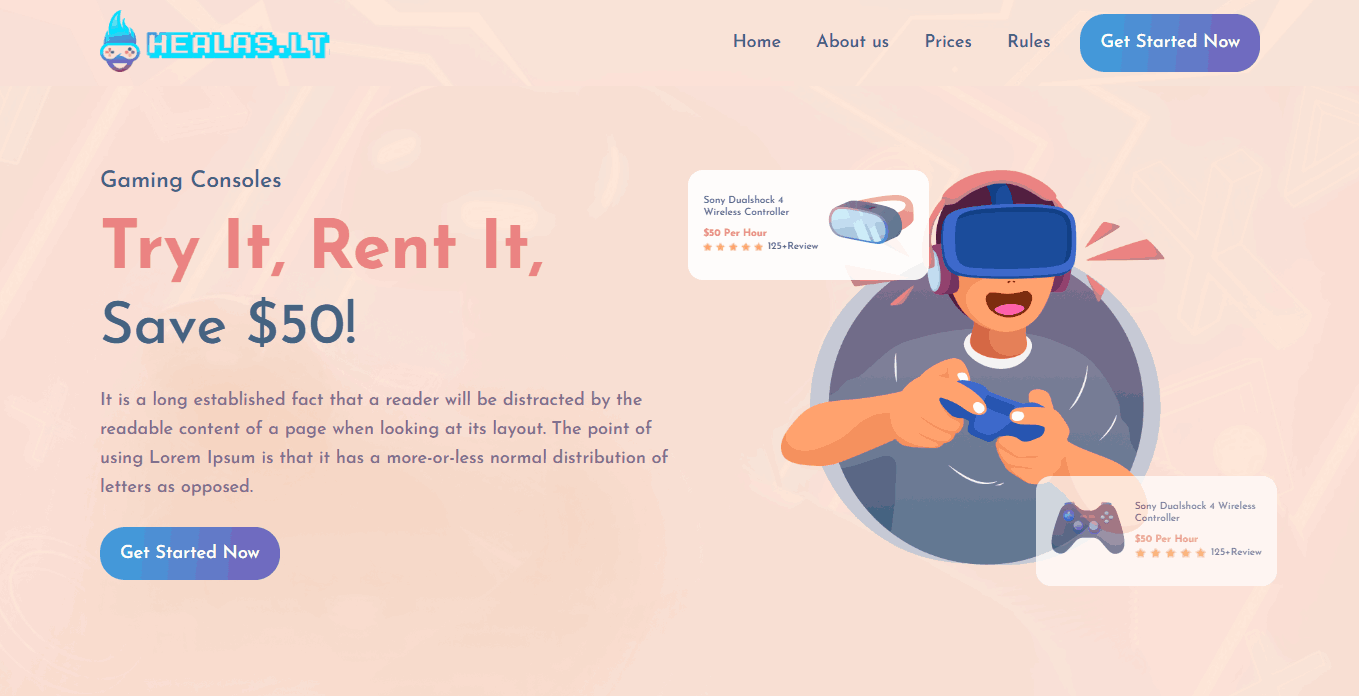 HEALAS.LT
Home
About us
Prices
Rules
Get Started Now
Gaming Consoles
Try It, Rent It,
Save $50!
It is a long established fact that a reader will be distracted by the
readable content of a page when looking at its layout. The point of
using Lorem Ipsum is that it has a more-or-less normal distribution of
letters as opposed.
Get Started Now
Sony Dualshock 4
Wireless Controller
$50 Per Hour
125+Review
Sony Dualshock 4 Wireless
Controller
$50 Per Hour
125+Review